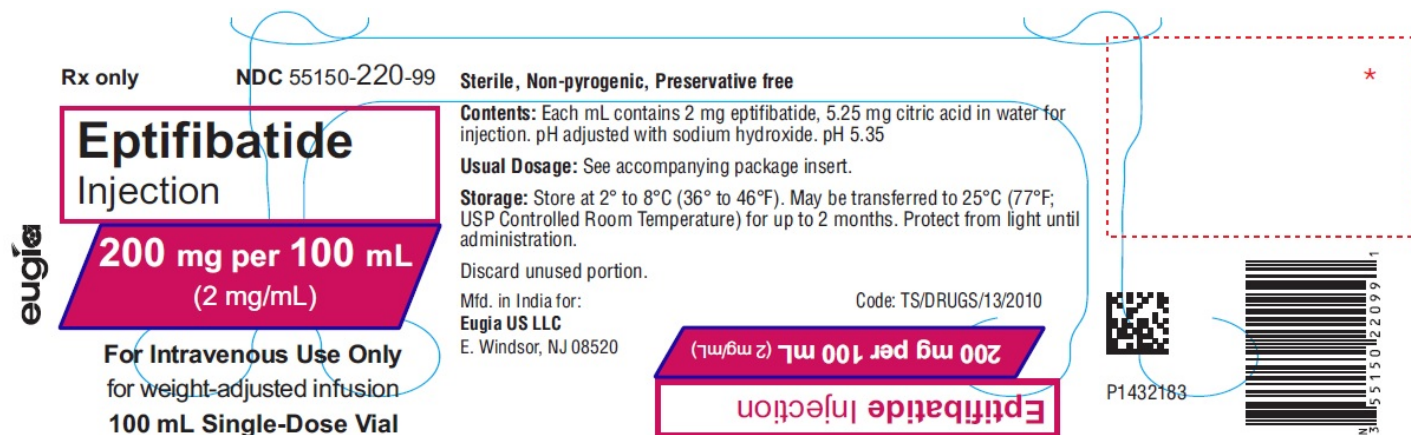 Rx only
NDC 55150-220-99
Eptifibatide
Injection
eugia
200 mg per 100 mL
(2 mg/mL)
For Intravenous Use Only
for weight-adjusted infusion
100 mL Single-Dose Vial
Sterile, Non-pyrogenic, Preservative free
Contents: Each mL contains 2 mg eptifibatide, 5.25 mg citric acid in water for
injection. pH adjusted with sodium hydroxide. pH 5.35
Usual Dosage: See accompanying package insert.
Storage: Store at 2° to 8°C (36° to 46°F). May be transferred to 25°C (77°F;
USP Controlled Room Temperature) for up to 2 months. Protect from light until
administration.
Discard unused portion.
Mfd. in India for:
Eugia US LLC
E. Windsor, NJ 08520
Code: TS/DRUGS/13/2010
Eptifibatide Injection
200 mg per 100 mL (2 mg/mL)
*
P1432183
N
3 55150 22099 1